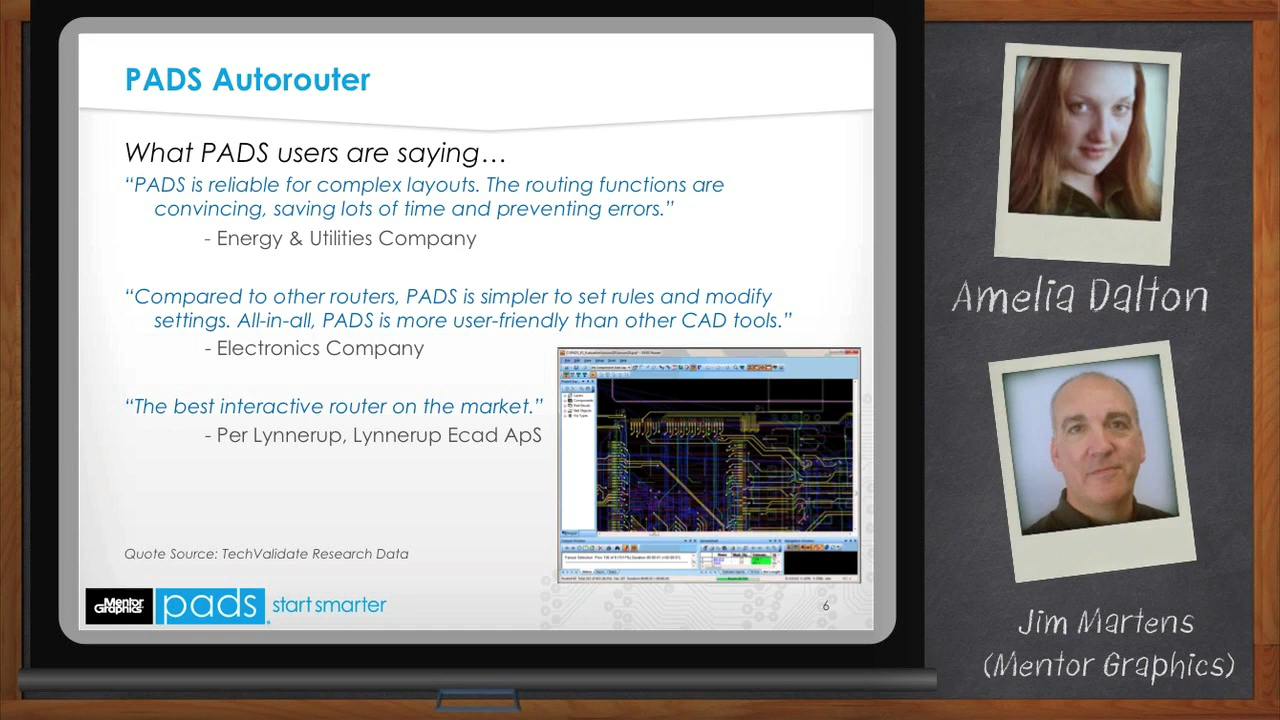 PADS Autorouter
What PADS users are saying…
“PADS is reliable for complex layouts. The routing functions are
convincing, saving lots of time and preventing errors.”
- Energy & Utilities Company
“Compared to other routers, PADS is simpler to set rules and modify
settings. All-in-all, PADS is more user-friendly than other CAD tools.”
- Electronics Company
“The best interactive router on the market.”
- Per Lynnerup, Lynnerup Ecad ApS
Quote Source: TechValidate Research Data
Mentor
Graphics
pads
start smarter
6
Amelia Dalton
Jim Martens
(Mentor Graphics)